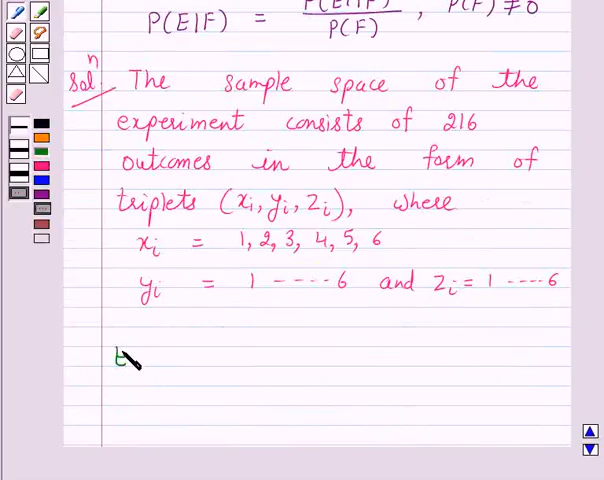 P(E|F) = P(E∩F)/P(F) , P(F) ≠ 0
Solⁿ. The sample space of the
experiment consists of 216
outcomes in the form of
triplets (xi, yi, zi), where
xi = 1, 2, 3, 4, 5, 6
yi = 1 ----- 6 and zi = 1 ---- 6
t